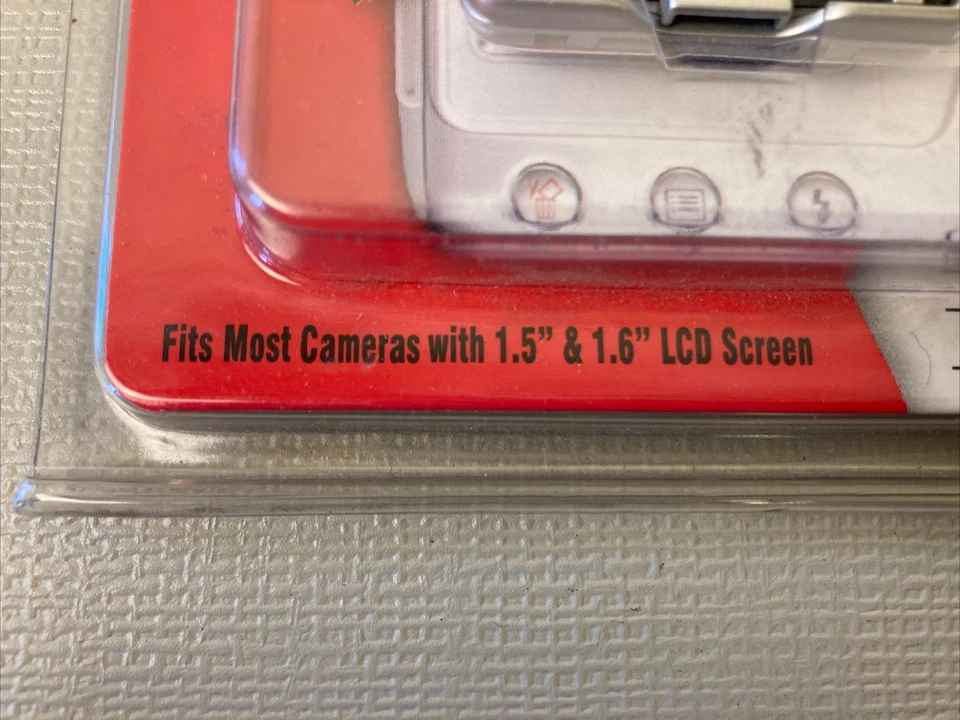 Fits Most Cameras with 1.5” & 1.6” LCD Screen